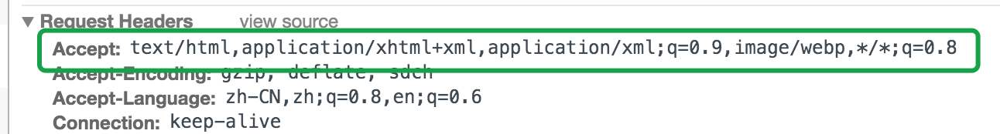 ▼ Request Headers view source
Accept: text/html,application/xhtml+xml,application/xml;q=0.9,image/webp,*/*;q=0.8
Accept-Encoding: gzip, deflate, sdch
Accept-Language: zh-CN,zh;q=0.8,en;q=0.6
Connection: keep-alive